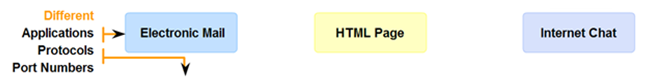 Different
Applications
Protocols
Port Numbers
Electronic Mail
HTML Page
Internet Chat